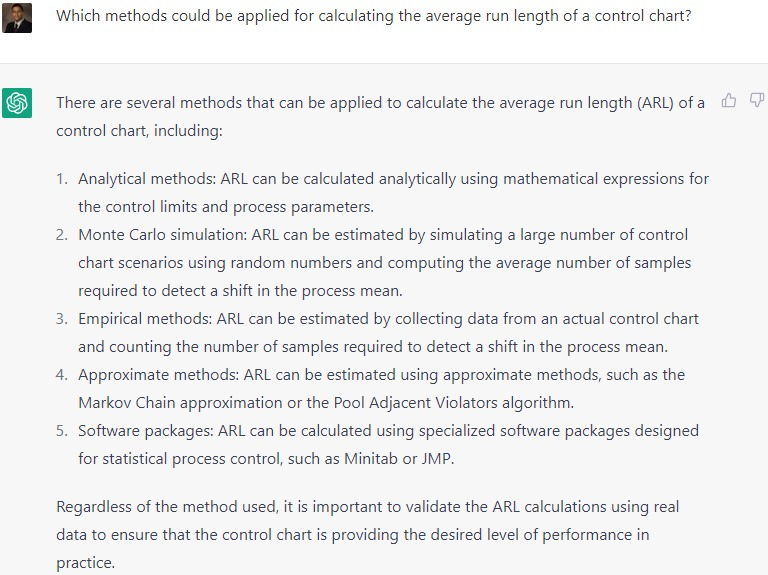 Which methods could be applied for calculating the average run length of a control chart?
There are several methods that can be applied to calculate the average run length (ARL) of a
control chart, including:
1. Analytical methods: ARL can be calculated analytically using mathematical expressions for
the control limits and process parameters.
2. Monte Carlo simulation: ARL can be estimated by simulating a large number of control
chart scenarios using random numbers and computing the average number of samples
required to detect a shift in the process mean.
3. Empirical methods: ARL can be estimated by collecting data from an actual control chart
and counting the number of samples required to detect a shift in the process mean.
4. Approximate methods: ARL can be estimated using approximate methods, such as the
Markov Chain approximation or the Pool Adjacent Violators algorithm.
5. Software packages: ARL can be calculated using specialized software packages designed
for statistical process control, such as Minitab or JMP.
Regardless of the method used, it is important to validate the ARL calculations using real
data to ensure that the control chart is providing the desired level of performance in
practice.